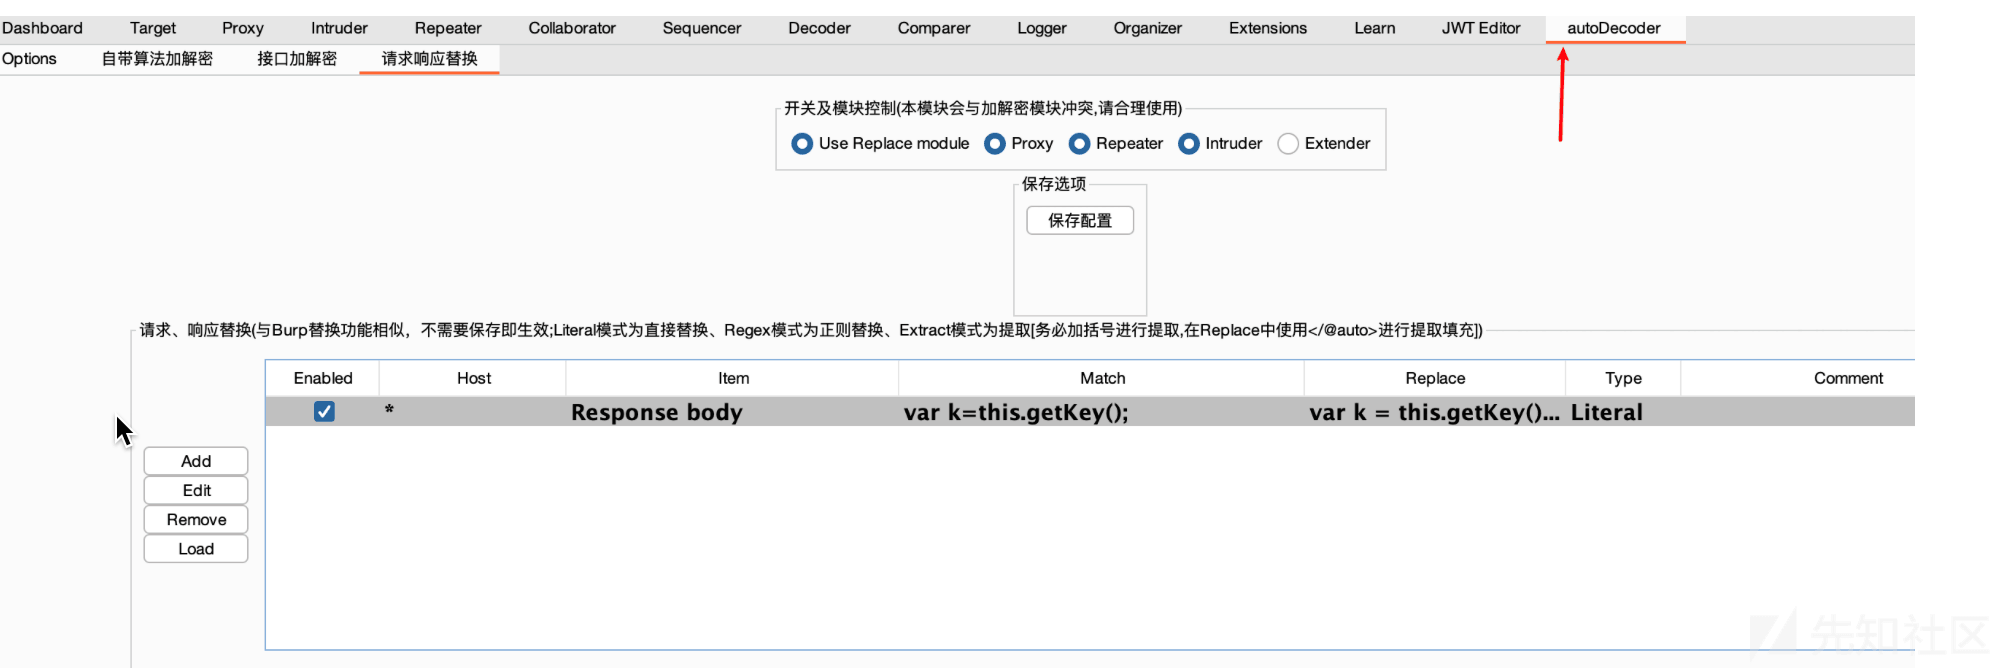 Dashboard Target Proxy Intruder Repeater Collaborator Sequencer Decoder Comparer Logger Organizer Extensions Learn JWT Editor autoDecoder
Options 自带算法加解密 接口加解密 请求响应替换
开关及模块控制(本模块会与加解密模块冲突,请合理使用)
Use Replace module Proxy Repeater Intruder Extender
保存选项
保存配置
请求、响应替换(与Burp替换功能相似，不需要保存即生效;Literal模式为直接替换、Regex模式为正则替换、Extract模式为提取[务必加括号进行提取,在Replace中使用</@auto>进行提取填充])
Enabled Host Item Match Replace Type Comment
* Response body var k=this.getKey(); var k = this.getKey()... Literal
Add
Edit
Remove
Load
先知社区